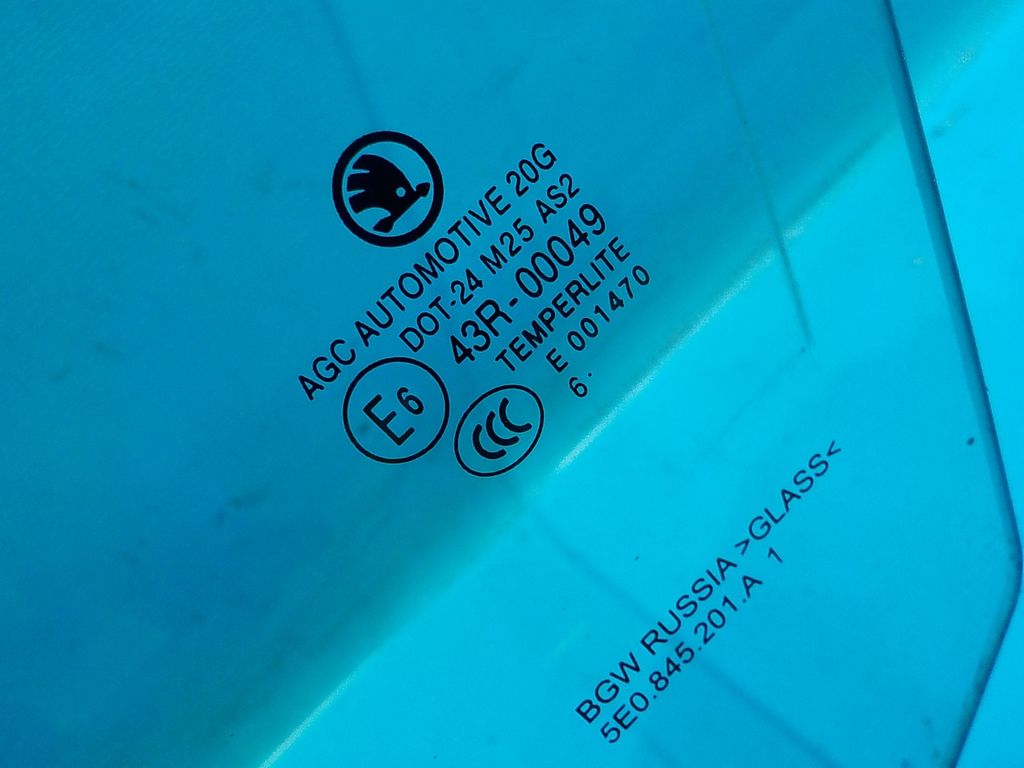 AGC AUTOMOTIVE 20G
DOT-24 M25 AS2
43R-00049
TEMPERLITE
E6
E 001470
CCC
6.
BGW RUSSIA >GLASS<
5E0.845.201.A 1